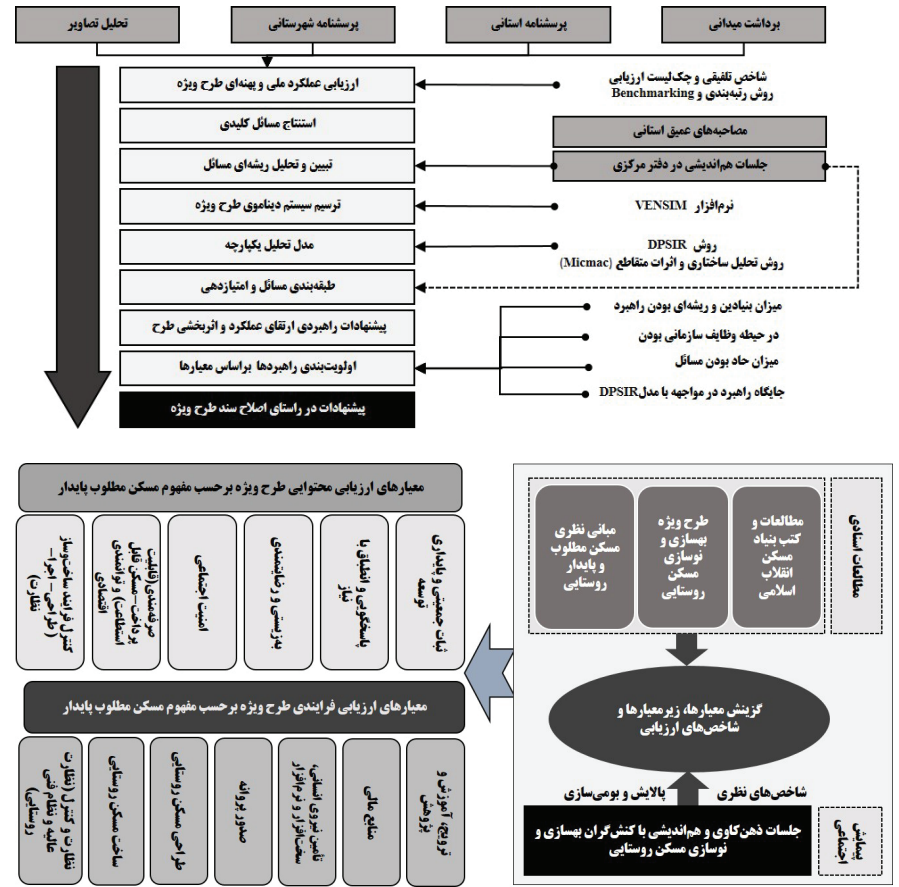 برداشت میدانی
پرسشنامه استانی
پرسشنامه شهرستانی
تحلیل تصاویر
ارزیابی عملکرد ملی و پهنه‌ای طرح ویژه
شاخص تلفیقی و چک‌لیست ارزیابی
روش رتبه‌بندی و Benchmarking
استنتاج مسائل کلیدی
مصاحبه‌های عمیق استانی
تبیین و تحلیل ریشه‌ای مسائل
جلسات هم‌اندیشی در دفتر مرکزی
ترسیم سیستم دینامیکی طرح ویژه
نرم‌افزار VENSIM
مدل تحلیل یکپارچه
روش DPSIR
روش تحلیل ساختاری و اثرات متقاطع (Micmac)
طبقه‌بندی مسائل و امتیازدهی
میزان بنیادین و ریشه‌ای بودن راهبرد
پیشنهادات راهبردی ارتقای عملکرد و اثربخشی طرح
در حیطه وظایف سازمانی بودن
اولویت‌بندی راهبردها براساس معیارها
میزان حاد بودن مسائل
جایگاه راهبرد در مواجهه با مدلDPSIR
پیشنهادات در راستای اصلاح سند طرح ویژه
مطالعات اسنادی
مطالعات و
کتب بنیاد
مسکن
انقلاب
اسلامی
طرح ویژه
بهسازی و
نوسازی
مسکن
روستایی
مبانی نظری
مسکن مطلوب
و پایدار
روستایی
گزینش معیارها، زیرمعیارها و
شاخص‌های ارزیابی
شاخص‌های نظری
پالایش و بومی‌سازی
پیمایش
اجتماعی
جلسات ذهن‌کاوی و هم‌اندیشی با کنش‌گران بهسازی و
نوسازی مسکن روستایی
معیارهای ارزیابی محتوایی طرح ویژه برحسب مفهوم مسکن مطلوب پایدار
ثبات جمعیتی و پایداری
توسعه
پاسخگویی و انطباق با
نیاز
به‌زیستی و رضایتمندی
امنیت اجتماعی
صرفه‌مندی(قابلیت
پرداخت–مسکن قابل
استطاعت) و توانمندی
اقتصادی
کنترل فرایند ساخت‌وساز
(طراحی– اجرا–
نظارت)
معیارهای ارزیابی فرایندی طرح ویژه برحسب مفهوم مسکن مطلوب پایدار
ترویج، آموزش و
پژوهش
منابع مالی
تأمین نیروی انسانی،
سخت‌افزار و نرم‌افزار
صدور پروانه
طراحی مسکن روستایی
ساخت مسکن روستایی
نظارت و کنترل (نظارت
عالیه و نظام فنی
روستایی)